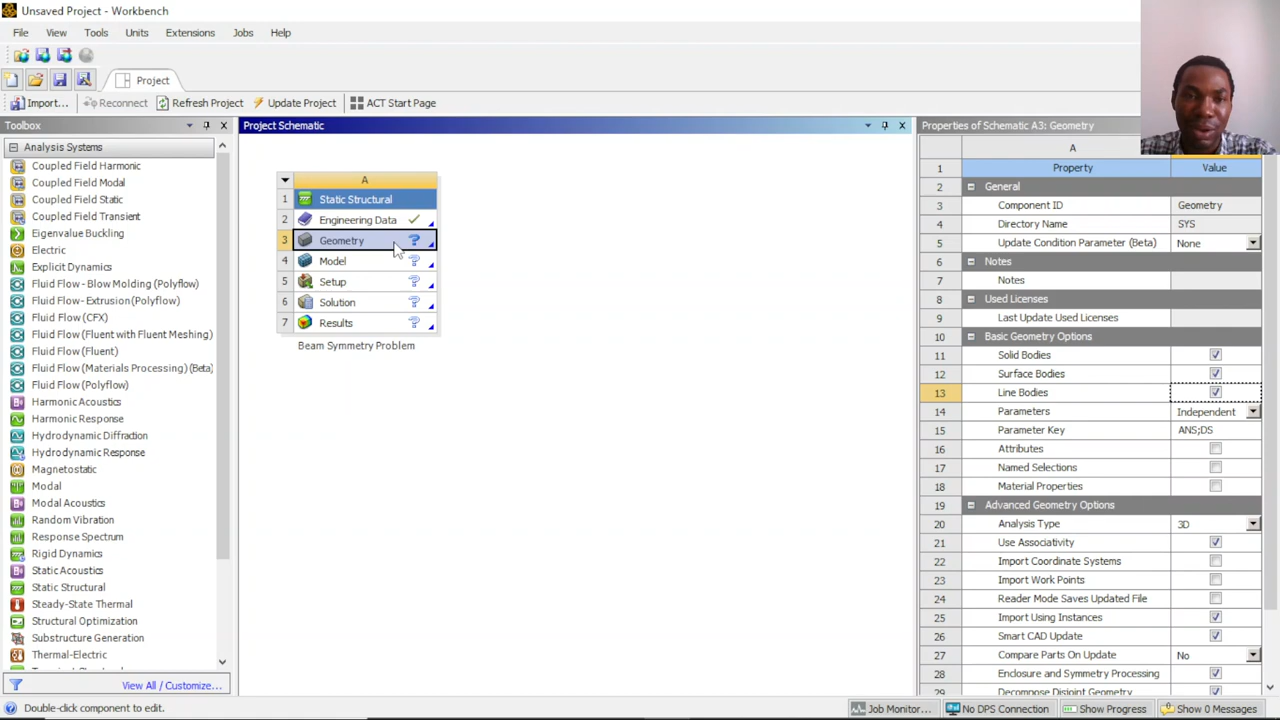 Unsaved Project - Workbench
File View Tools Units Extensions Jobs Help
Project
Import... Reconnect Refresh Project Update Project ACT Start Page
Toolbox
Analysis Systems
Coupled Field Harmonic
Coupled Field Modal
Coupled Field Static
Coupled Field Transient
Eigenvalue Buckling
Electric
Explicit Dynamics
Fluid Flow - Blow Molding (Polyflow)
Fluid Flow - Extrusion (Polyflow)
Fluid Flow (CFX)
Fluid Flow (Fluent with Fluent Meshing)
Fluid Flow (Fluent)
Fluid Flow (Materials Processing) (Beta)
Fluid Flow (Polyflow)
Harmonic Acoustics
Harmonic Response
Hydrodynamic Diffraction
Hydrodynamic Response
Magnetostatic
Modal
Modal Acoustics
Random Vibration
Response Spectrum
Rigid Dynamics
Static Acoustics
Static Structural
Steady-State Thermal
Structural Optimization
Substructure Generation
Thermal-Electric
View All / Customize...
Project Schematic
A
1 Static Structural
2 Engineering Data
3 Geometry ?
4 Model ?
5 Setup ?
6 Solution ?
7 Results ?
Beam Symmetry Problem
Properties of Schematic A3: Geometry
A
1 Property Value
2 General
3 Component ID Geometry
4 Directory Name SYS
5 Update Condition Parameter (Beta) None
6 Notes
7 Notes
8 Used Licenses
9 Last Update Used Licenses
10 Basic Geometry Options
11 Solid Bodies
12 Surface Bodies
13 Line Bodies
14 Parameters Independent
15 Parameter Key ANS;DS
16 Attributes
17 Named Selections
18 Material Properties
19 Advanced Geometry Options
20 Analysis Type 3D
21 Use Associativity
22 Import Coordinate Systems
23 Import Work Points
24 Reader Mode Saves Updated File
25 Import Using Instances
26 Smart CAD Update
27 Compare Parts On Update No
28 Enclosure and Symmetry Processing
29 Decompose Disjoint Geometry
Double-click component to edit.
Job Monitor... No DPS Connection Show Progress Show 0 Messages